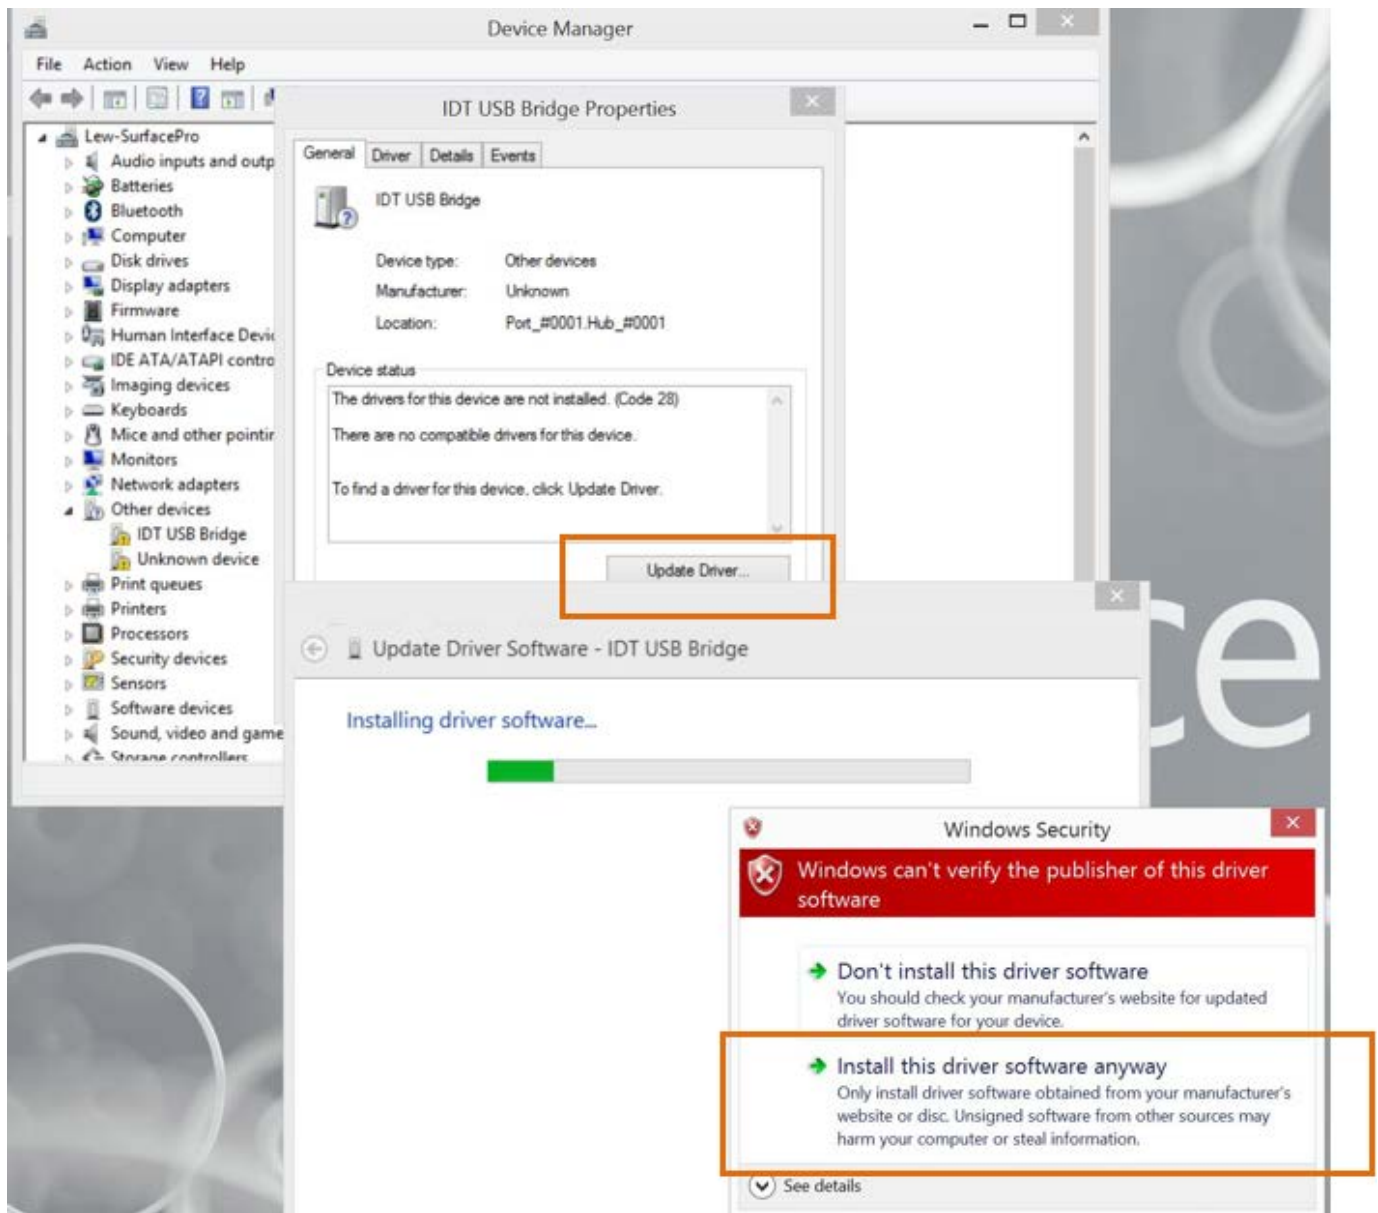 Device Manager
File Action View Help
Lew-SurfacePro
Audio inputs and outp
Batteries
Bluetooth
Computer
Disk drives
Display adapters
Firmware
Human Interface Devic
IDE ATA/ATAPI contro
Imaging devices
Keyboards
Mice and other pointin
Monitors
Network adapters
Other devices
IDT USB Bridge
Unknown device
Print queues
Printers
Processors
Security devices
Sensors
Software devices
Sound, video and game
Storage controllers
IDT USB Bridge Properties
General Driver Details Events
IDT USB Bridge
Device type: Other devices
Manufacturer: Unknown
Location: Port_#0001.Hub_#0001
Device status
The drivers for this device are not installed. (Code 28)
There are no compatible drivers for this device.
To find a driver for this device, click Update Driver.
Update Driver...
Update Driver Software - IDT USB Bridge
Installing driver software...
Windows Security
Windows can't verify the publisher of this driver
software
Don't install this driver software
You should check your manufacturer's website for updated
driver software for your device.
Install this driver software anyway
Only install driver software obtained from your manufacturer's
website or disc. Unsigned software from other sources may
harm your computer or steal information.
See details
ce